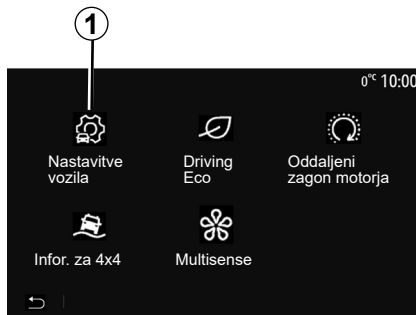 1
0°C 10:00
Nastavitve
vozila
Driving
Eco
Oddaljeni
zagon motorja
Infor. za 4x4
Multisense